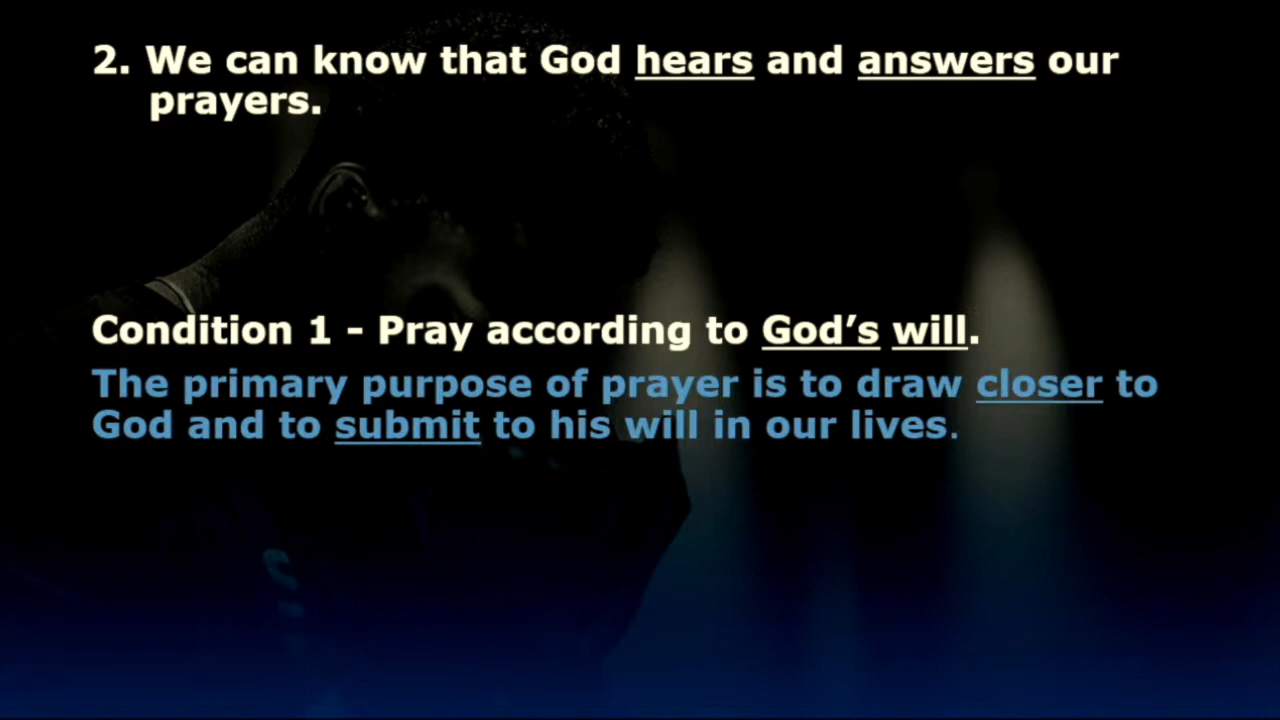 2. We can know that God hears and answers our
prayers.
Condition 1 - Pray according to God’s will.
The primary purpose of prayer is to draw closer to
God and to submit to his will in our lives.